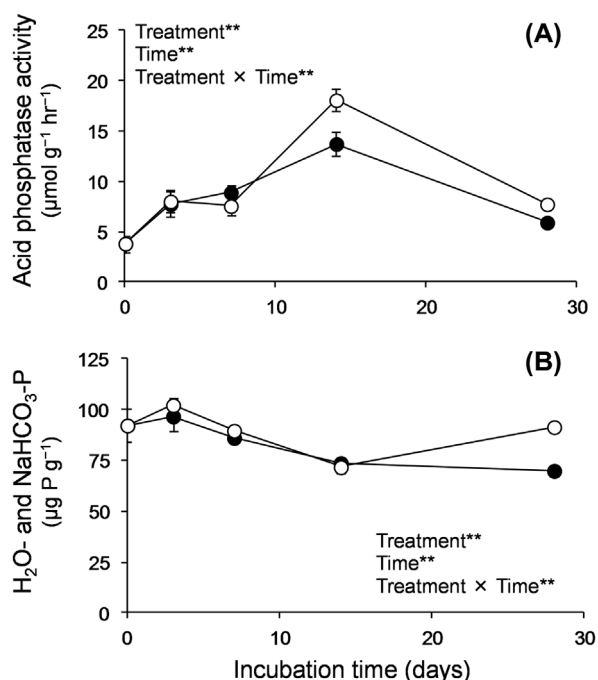 (A)
Treatment**
Time**
Treatment × Time**
Acid phosphatase activity
(μmol g⁻¹ hr⁻¹)
25
20
15
10
5
0
0 10 20 30
(B)
H₂O- and NaHCO₃-P
(μg P g⁻¹)
125
100
75
50
25
0
Treatment**
Time**
Treatment × Time**
0 10 20 30
Incubation time (days)